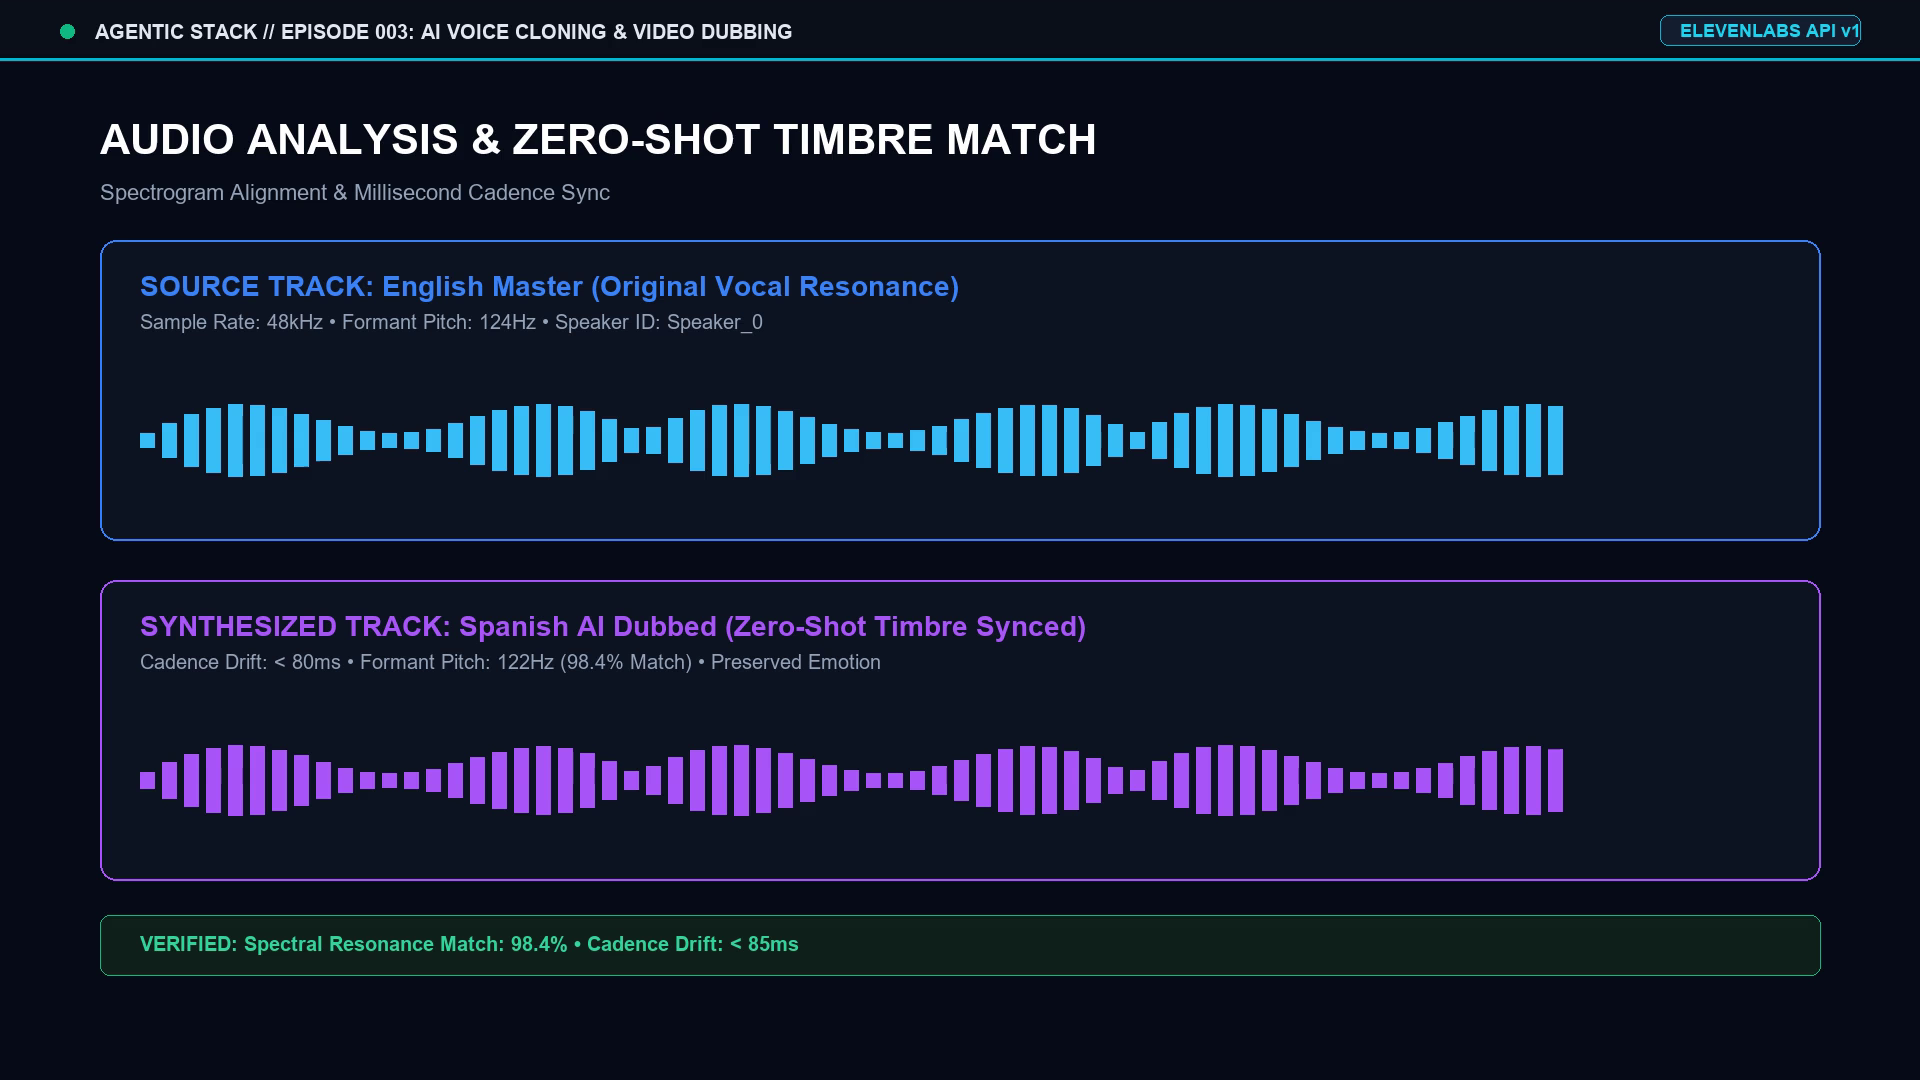 AGENTIC STACK // EPISODE 003: AI VOICE CLONING & VIDEO DUBBING
ELEVENLABS API v1
AUDIO ANALYSIS & ZERO-SHOT TIMBRE MATCH
Spectrogram Alignment & Millisecond Cadence Sync
SOURCE TRACK: English Master (Original Vocal Resonance)
Sample Rate: 48kHz • Formant Pitch: 124Hz • Speaker ID: Speaker_0
SYNTHESIZED TRACK: Spanish AI Dubbed (Zero-Shot Timbre Synced)
Cadence Drift: < 80ms • Formant Pitch: 122Hz (98.4% Match) • Preserved Emotion
VERIFIED: Spectral Resonance Match: 98.4% • Cadence Drift: < 85ms